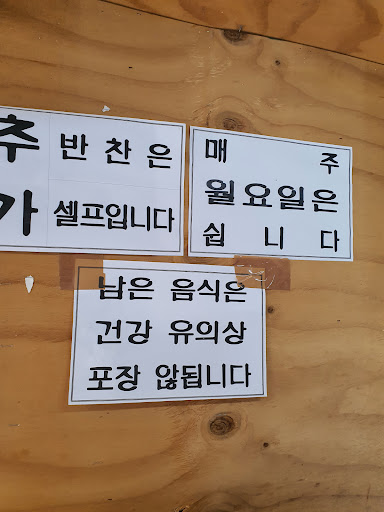 추가
반찬은
셀프입니다
매 주
월요일은
쉽 니 다
남은 음식은
건강 유의상
포장 않됩니다